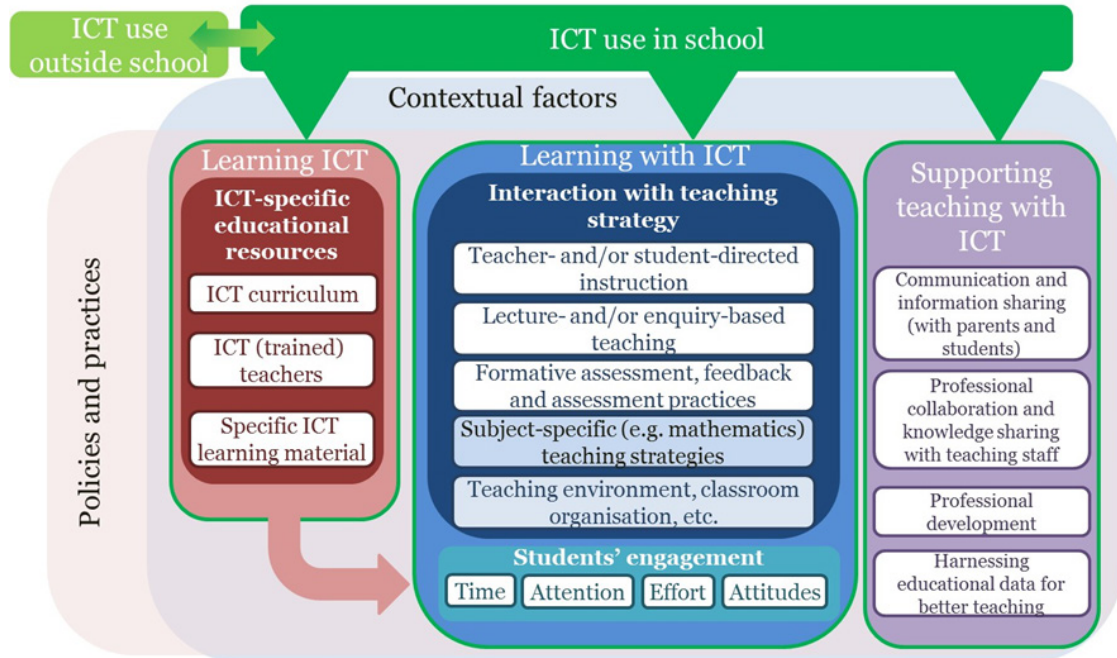 ICT use
outside school
ICT use in school
Contextual factors
Policies and practices
Learning ICT
ICT-specific
educational
resources
ICT curriculum
ICT (trained)
teachers
Specific ICT
learning material
Learning with ICT
Interaction with teaching
strategy
Teacher- and/or student-directed
instruction
Lecture- and/or enquiry-based
teaching
Formative assessment, feedback
and assessment practices
Subject-specific (e.g. mathematics)
teaching strategies
Teaching environment, classroom
organisation, etc.
Students’ engagement
Time
Attention
Effort
Attitudes
Supporting
teaching with
ICT
Communication and
information sharing
(with parents and
students)
Professional
collaboration and
knowledge sharing
with teaching staff
Professional
development
Harnessing
educational data for
better teaching